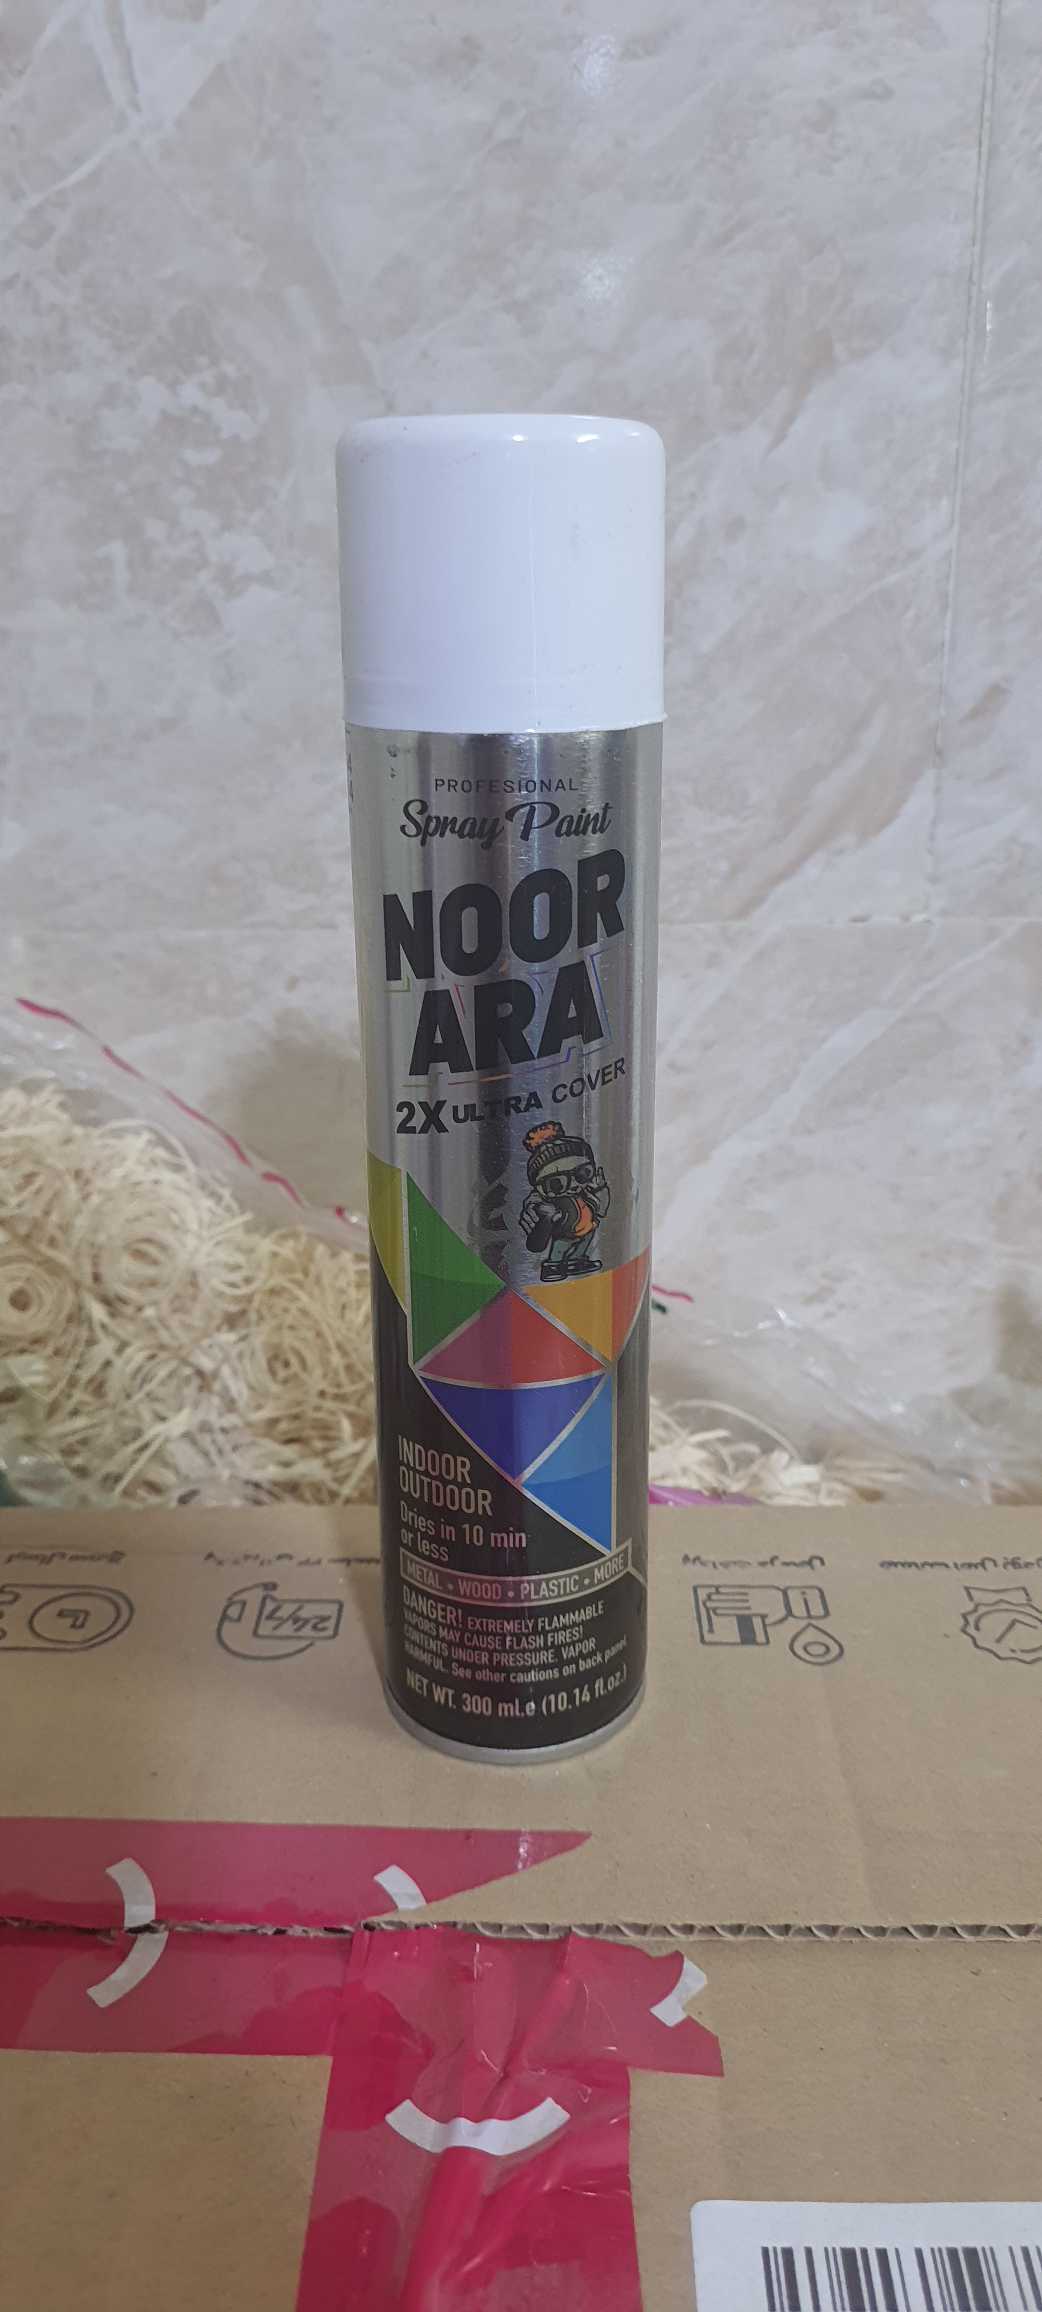 PROFESIONAL
Spray Paint
NOOR
ARA
2X ULTRA COVER
INDOOR
OUTDOOR
Dries in 10 min
or less
METAL • WOOD • PLASTIC • MORE
DANGER! EXTREMELY FLAMMABLE
VAPORS MAY CAUSE FLASH FIRES!
CONTENTS UNDER PRESSURE. VAPOR
HARMFUL. See other cautions on back panel
NET WT. 300 mL.e (10.14 fl.oz.)
24/7